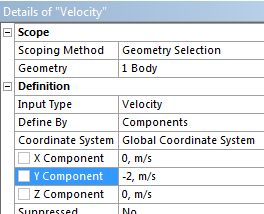 Details of "Velocity"
Scope
Scoping Method Geometry Selection
Geometry 1 Body
Definition
Input Type Velocity
Define By Components
Coordinate System Global Coordinate System
X Component 0, m/s
Y Component -2, m/s
Z Component 0, m/s
Suppressed No